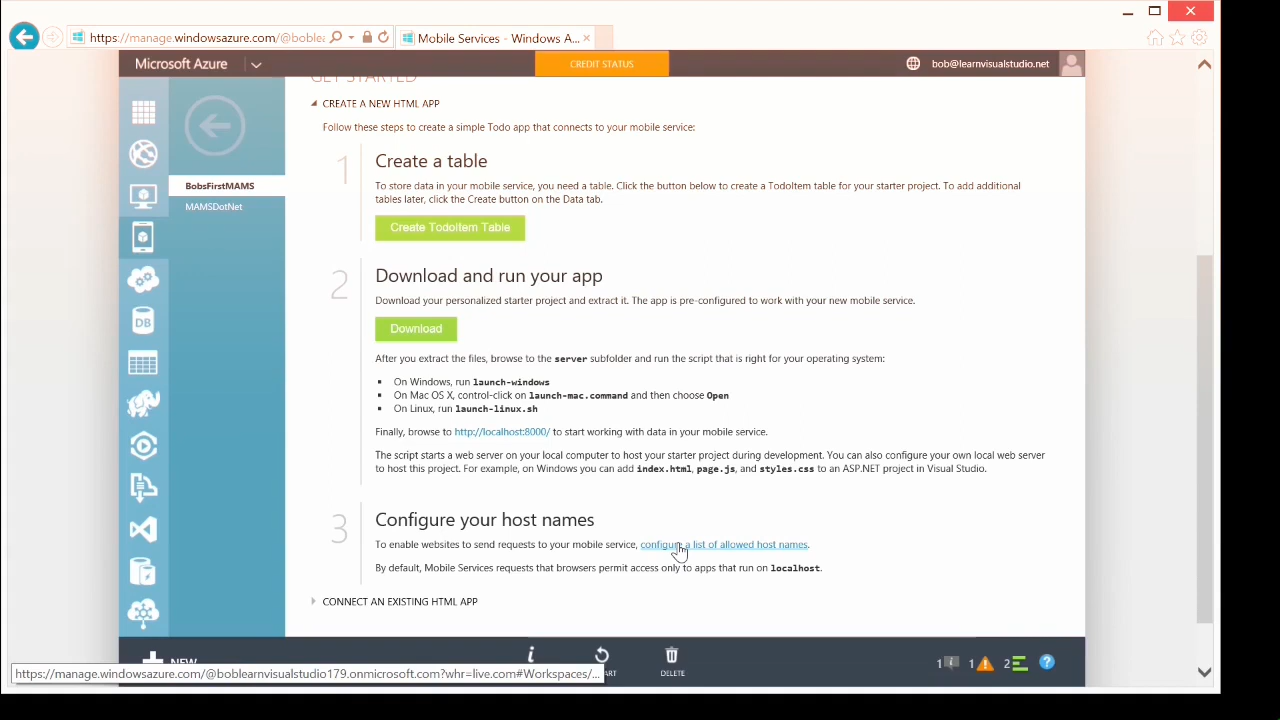 https://manage.windowsazure.com/@boble
Mobile Services - Windows A...
Microsoft Azure
CREDIT STATUS
bob@learnvisualstudio.net
GET STARTED
CREATE A NEW HTML APP
Follow these steps to create a simple Todo app that connects to your mobile service:
BobsFirstMAMS
MAMSDotNet
1
Create a table
To store data in your mobile service, you need a table. Click the button below to create a TodoItem table for your starter project. To add additional
tables later, click the Create button on the Data tab.
Create TodoItem Table
2
Download and run your app
Download your personalized starter project and extract it. The app is pre-configured to work with your new mobile service.
Download
After you extract the files, browse to the server subfolder and run the script that is right for your operating system:
▪ On Windows, run launch-windows
▪ On Mac OS X, control-click on launch-mac.command and then choose Open
▪ On Linux, run launch-linux.sh
Finally, browse to http://localhost:8000/ to start working with data in your mobile service.
The script starts a web server on your local computer to host your starter project during development. You can also configure your own local web server
to host this project. For example, on Windows you can add index.html, page.js, and styles.css to an ASP.NET project in Visual Studio.
3
Configure your host names
To enable websites to send requests to your mobile service, configure a list of allowed host names.
By default, Mobile Services requests that browsers permit access only to apps that run on localhost.
CONNECT AN EXISTING HTML APP
DB
NEW
DELETE
1
1
2
https://manage.windowsazure.com/@boblearnvisualstudio179.onmicrosoft.com?whr=live.com#Workspaces/...